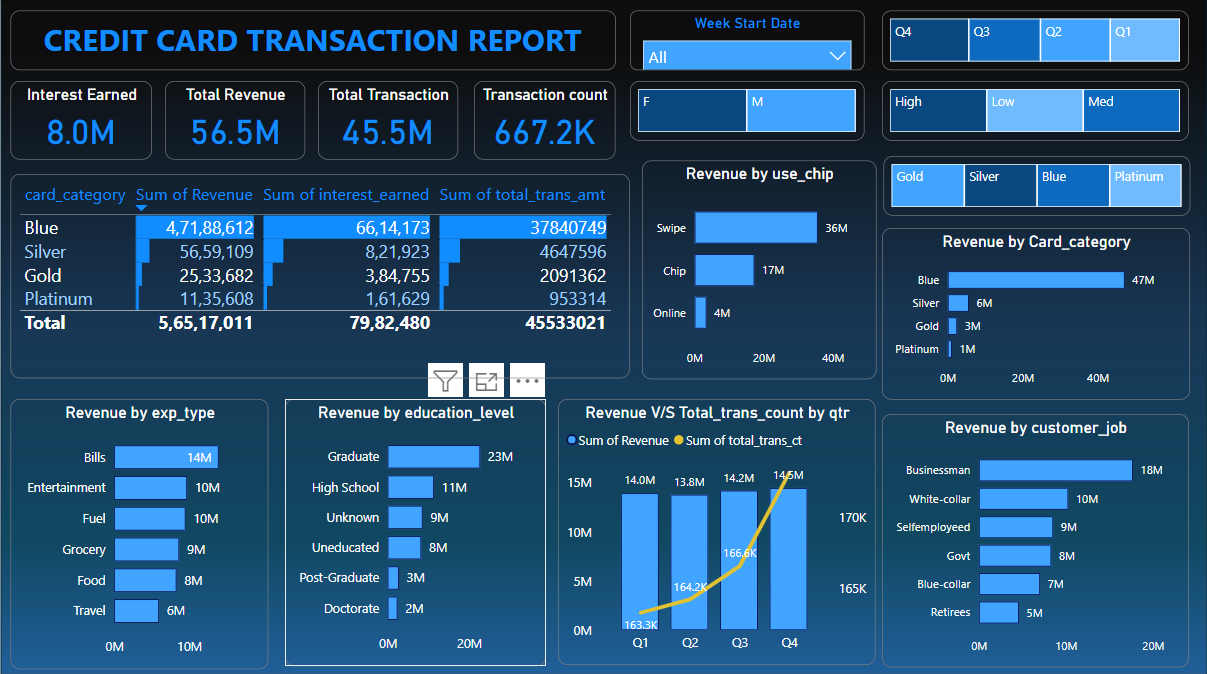 CREDIT CARD TRANSACTION REPORT
Week Start Date
All
Q4 Q3 Q2 Q1
Interest Earned
8.0M
Total Revenue
56.5M
Total Transaction
45.5M
Transaction count
667.2K
F M
High Low Med
Gold Silver Blue Platinum
card_category Sum of Revenue Sum of interest_earned Sum of total_trans_amt
Blue 4,71,88,612 66,14,173 37840749
Silver 56,59,109 8,21,923 4647596
Gold 25,33,682 3,84,755 2091362
Platinum 11,35,608 1,61,629 953314
Total 5,65,17,011 79,82,480 45533021
Revenue by use_chip
Swipe 36M
Chip 17M
Online 4M
0M 20M 40M
Revenue by Card_category
Blue 47M
Silver 6M
Gold 3M
Platinum 1M
0M 20M 40M
Revenue by exp_type
Bills 14M
Entertainment 10M
Fuel 10M
Grocery 9M
Food 8M
Travel 6M
0M 10M
Revenue by education_level
Graduate 23M
High School 11M
Unknown 9M
Uneducated 8M
Post-Graduate 3M
Doctorate 2M
0M 20M
Revenue V/S Total_trans_count by qtr
Sum of Revenue Sum of total_trans_ct
14.0M 13.8M 14.2M 14.5M
15M
10M
5M
0M
170K
165K
163.3K 164.2K 166.6K
Q1 Q2 Q3 Q4
Revenue by customer_job
Businessman 18M
White-collar 10M
Selfemployeed 9M
Govt 8M
Blue-collar 7M
Retirees 5M
0M 10M 20M